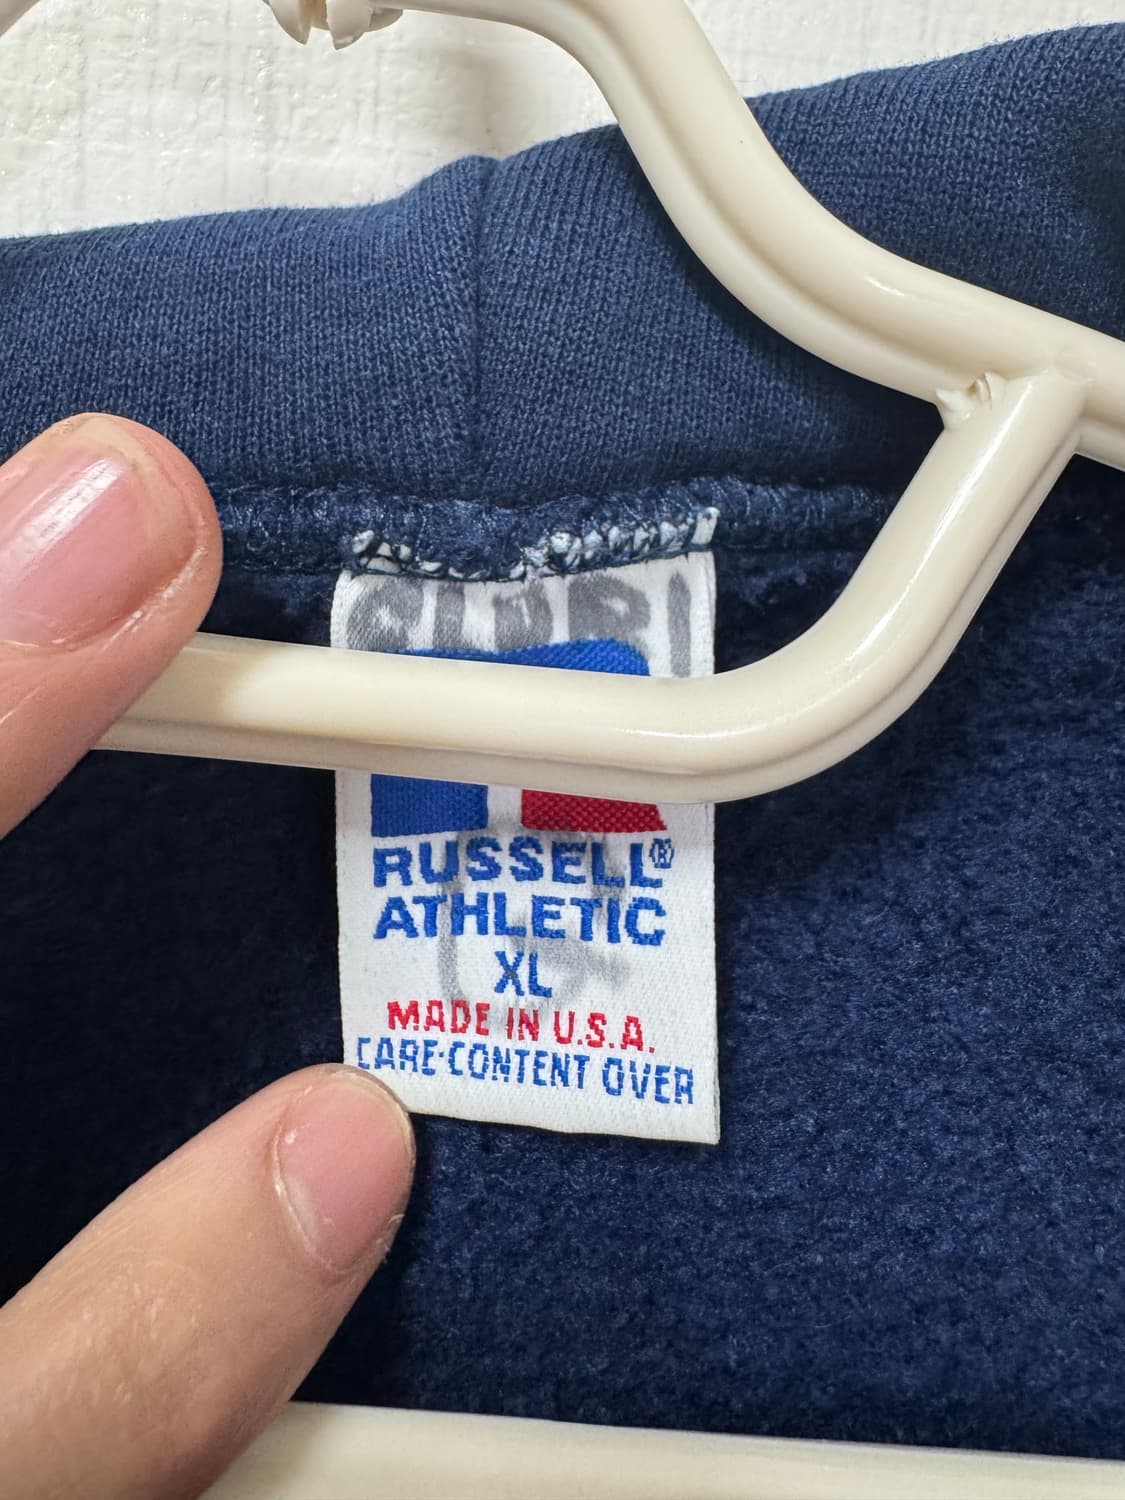 RUSSELL®
ATHLETIC
XL
MADE IN U.S.A.
CARE·CONTENT OVER